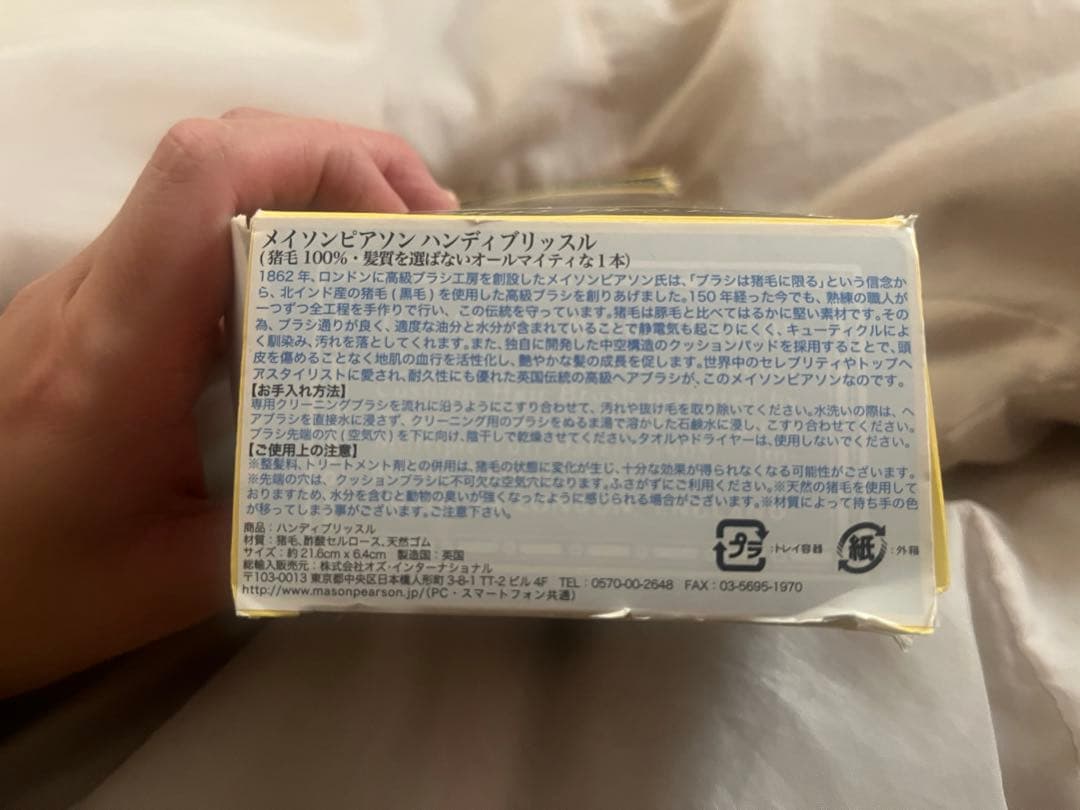 メイソンピアソン ハンディブリッスル
(猪毛 100%・髪質を選ばないオールマイティな1本)
1862年、ロンドンに高級ブラシ工房を創設したメイソンピアソン氏は、「ブラシは猪毛に限る」という信念か
ら、北インド産の猪毛(黒毛)を使用した高級ブラシを創りあげました。150年経った今でも、熟練の職人が
一つずつ全工程を手作りで行い、この伝統を守っています。猪毛は豚毛と比べてはるかに堅い素材です。その
為、ブラシ通りが良く、適度な油分と水分が含まれていることで静電気も起こりにくく、キューティクルによ
く馴染み、汚れを落としてくれます。また、独自に開発した中空構造のクッションパッドを採用することで、頭
皮を傷めることなく地肌の血行を活性化し、艶やかな髪の成長を促します。世界中のセレブリティやトップヘ
アスタイリストに愛され、耐久性にも優れた英国伝統の高級ヘアブラシが、このメイソンピアソンなのです。
【お手入れ方法】
専用クリーニングブラシを流れに沿うようにこすり合わせて、汚れや抜け毛を取り除いてください。水洗いの際は、ヘ
アブラシを直接水に浸さず、クリーニング用のブラシをぬるま湯で溶かした石鹸水に浸し、こすり合わせてください。
ブラシ先端の穴(空気穴)を下に向け、陰干しで乾燥させてください。タオルやドライヤーは、使用しないでください。
【ご使用上の注意】
※整髪料、トリートメント剤との併用は、猪毛の状態に変化が生じ、十分な効果が得られなくなる可能性がございます。
※先端の穴は、クッションブラシに不可欠な空気穴になります。ふさがずにご利用ください。※天然の猪毛を使用して
おりますため、水分を含むと動物の臭いが強くなったように感じられる場合がございます。※材質によって持ち手の色
が移ってしまう事がございます。ご注意下さい。
商品：ハンディブリッスル
材質：猪毛、酢酸セルロース、天然ゴム
サイズ：約21.6cm x 6.4cm 製造国：英国
総輸入販売元：株式会社オズ・インターナショナル
〒103-0013 東京都中央区日本橋人形町 3-8-1 TT-2 ビル 4F TEL：0570-00-2648 FAX：03-5695-1970
http://www.masonpearson.jp/(PC・スマートフォン共通)
プラ：トレイ容器 紙：外箱